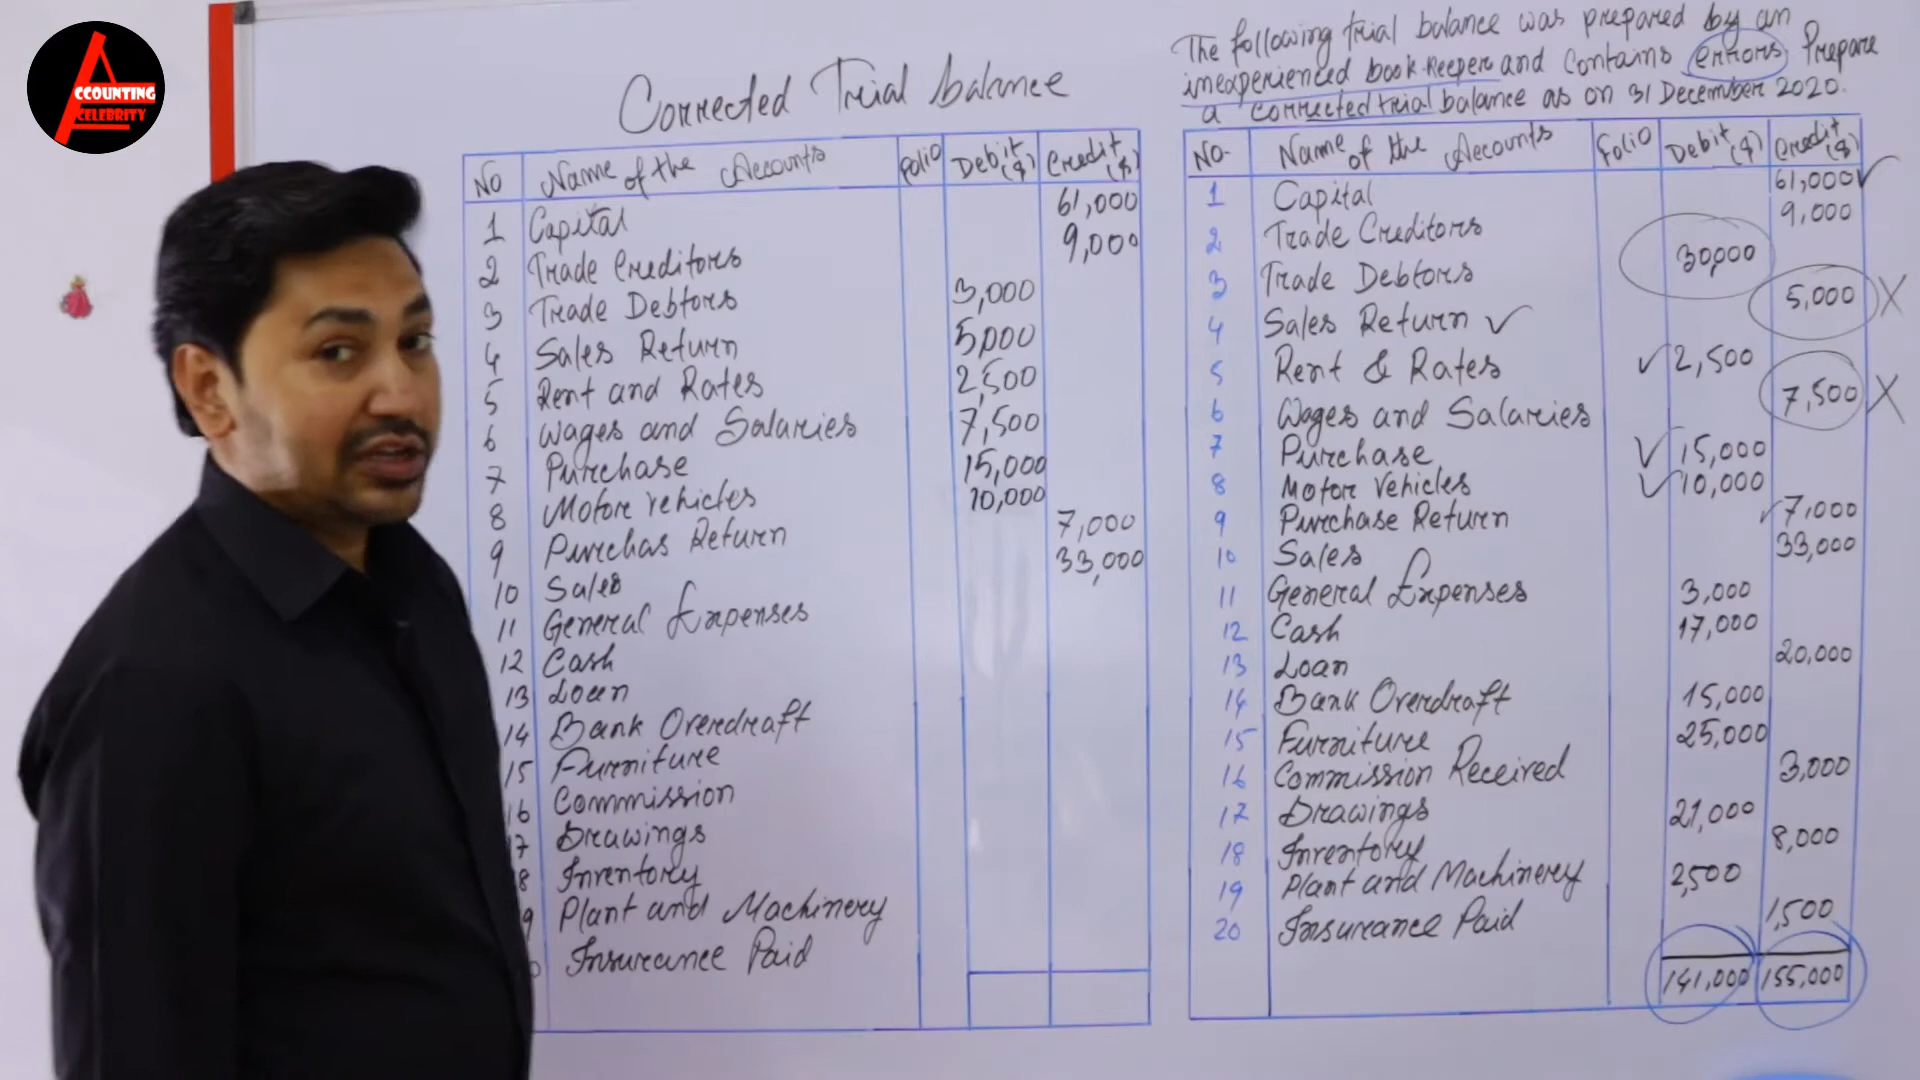 ACCOUNTING
CELEBRITY
Corrected Trial balance
No Name of the Accounts Folio Debit ($) Credit ($)
1 Capital 61,000
2 Trade Creditors 9,000
3 Trade Debtors 3,000
4 Sales Return 5,000
5 Rent and Rates 2,500
6 Wages and Salaries 7,500
7 Purchase 15,000
8 Motor vehicles 10,000
9 Purchas Return 7,000
10 Sales 33,000
11 General Expenses
12 Cash
13 Loan
14 Bank Overdraft
15 Furniture
16 Commission
7 Drawings
8 Inventory
9 Plant and Machinery
0 Insurance Paid
The following trial balance was prepared by an
inexperienced book-keeper and contains errors. Prepare
a corrected trial balance as on 31 December 2020.
No. Name of the Accounts Folio Debit ($) Credit ($)
1 Capital 61,000
2 Trade Creditors 9,000
3 Trade Debtors 30,000
4 Sales Return 5,000
5 Rent & Rates 2,500
6 Wages and Salaries 7,500
7 Purchase 15,000
8 Motor Vehicles 10,000
9 Purchase Return 7,000
10 Sales 33,000
11 General Expenses 3,000
12 Cash 17,000
13 Loan 20,000
14 Bank Overdraft 15,000
15 Furniture 25,000
16 Commission Received 3,000
17 Drawings 21,000
18 Inventory 8,000
19 Plant and Machinery 2,500
20 Insurance Paid 1,500
141,000 155,000